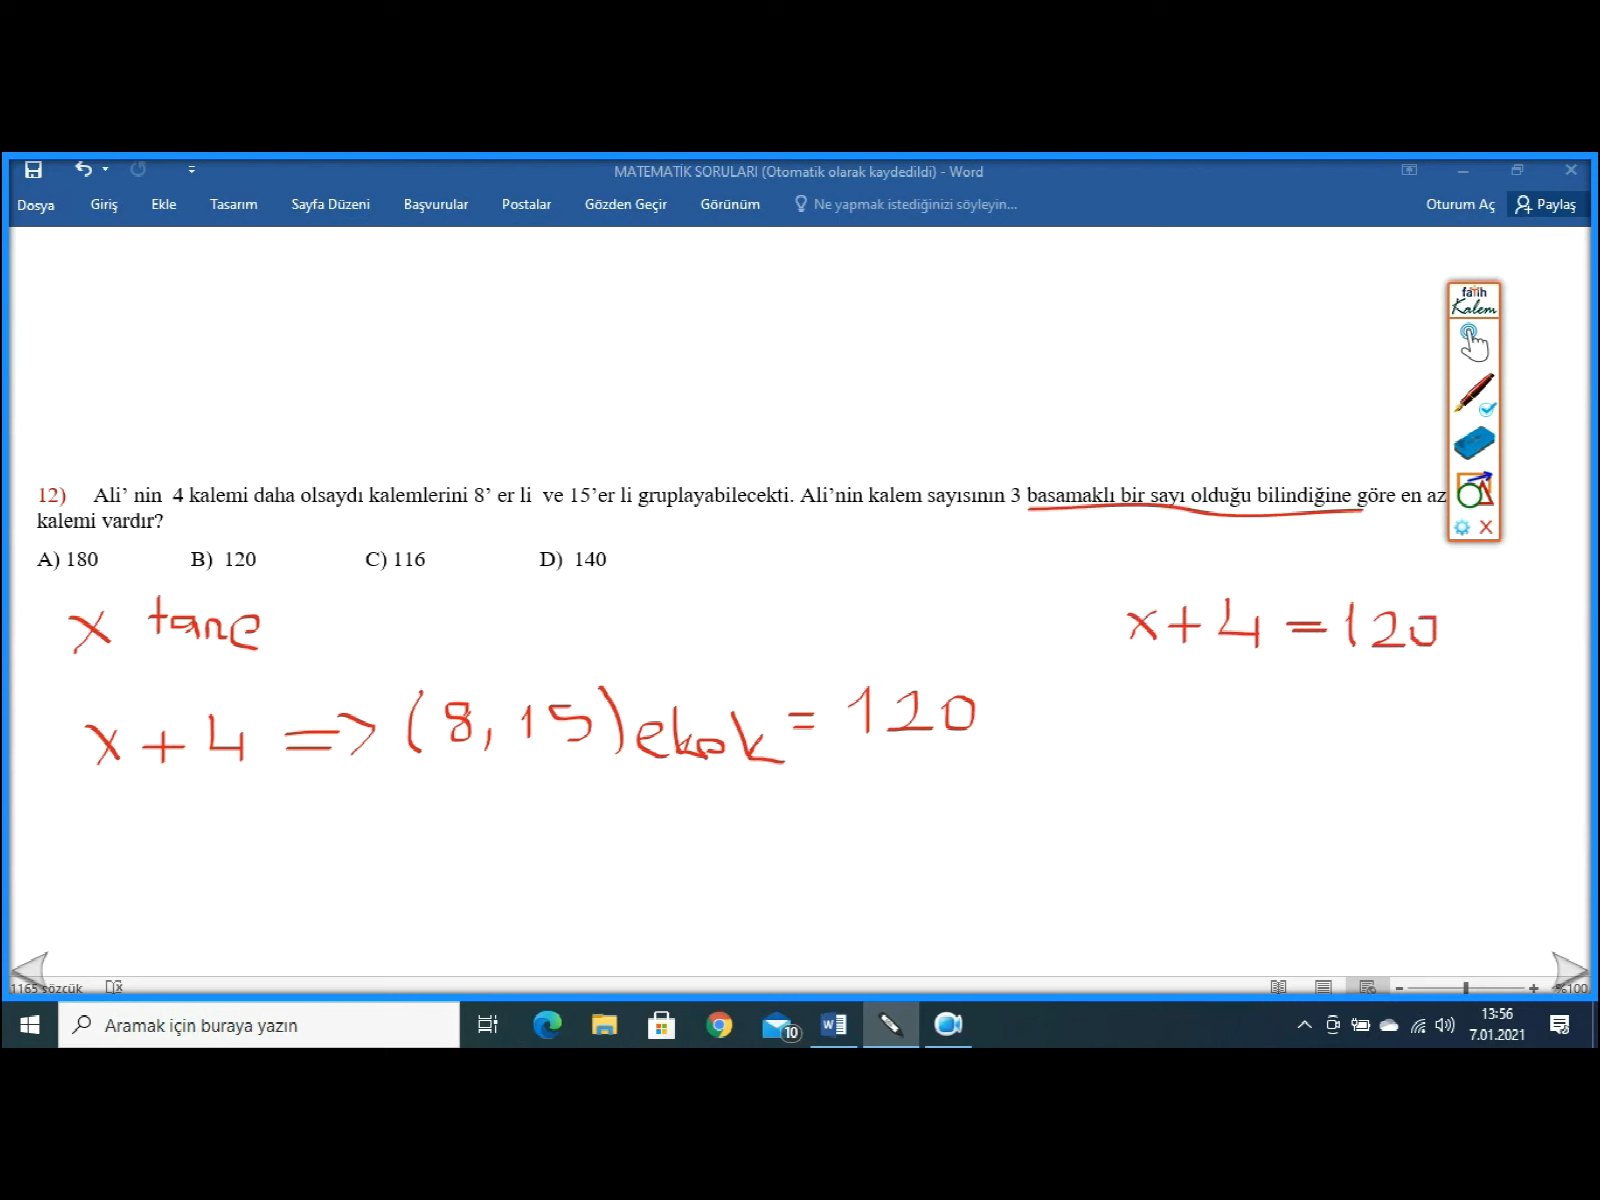 MATEMATİK SORULARI (Otomatik olarak kaydedildi) - Word
Dosya Giriş Ekle Tasarım Sayfa Düzeni Başvurular Postalar Gözden Geçir Görünüm Ne yapmak istediğinizi söyleyin... Oturum Aç Paylaş
fatih
Kalem
12) Ali’ nin 4 kalemi daha olsaydı kalemlerini 8’ er li ve 15’er li gruplayabilecekti. Ali’nin kalem sayısının 3 basamaklı bir sayı olduğu bilindiğine göre en az
kalemi vardır?
A) 180 B) 120 C) 116 D) 140
x tane
x + 4 = 120
x + 4 => (8, 15) ekok = 120
1165 sözcük
%100
Aramak için buraya yazın
10
13:56
7.01.2021